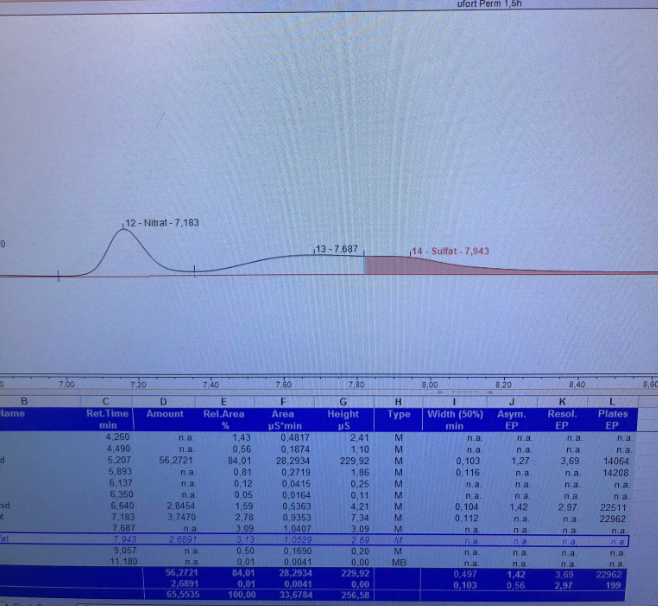 ufort Perm 1,5h
12 - Nitrat - 7,183
0
13 - 7,687
14 - Sulfat - 7,943
7,00 7,20 7,40 7,60 7,80 8,00 8,20 8,40 8,60
B C D E F G H I J K L
Name Ret.Time Amount Rel.Area Area Height Type Width (50%) Asym. Resol. Plates
min % µS*min µS min EP EP EP
4,260 n.a. 1,43 0,4817 2,41 M n.a. n.a. n.a. n.a.
4,490 n.a. 0,56 0,1874 1,10 M n.a. n.a. n.a. n.a.
d 5,207 56,2721 84,01 28,2934 229,92 M 0,103 1,27 3,69 14064
5,893 n.a. 0,81 0,2719 1,86 M 0,116 n.a. n.a. 14208
6,137 n.a. 0,12 0,0415 0,25 M n.a. n.a. n.a. n.a.
6,350 n.a. 0,05 0,0164 0,11 M n.a. n.a. n.a. n.a.
id 6,640 2,8454 1,59 0,5363 4,21 M 0,104 1,42 2,97 22511
t 7,183 3,7470 2,78 0,9353 7,34 M 0,112 n.a. n.a. 22962
7,687 n.a. 3,09 1,0407 3,09 M n.a. n.a. n.a. n.a.
fat 7,943 2,6891 3,13 1,0529 2,69 M n.a. n.a. n.a. n.a.
9,057 n.a. 0,50 0,1690 0,20 M n.a. n.a. n.a. n.a.
11,180 n.a. 0,01 0,0041 0,00 n.a. n.a. n.a. n.a.
56,2721 84,01 28,2934 229,92 0,497 1,42 3,69 22962
2,6891 0,01 0,0041 0,00 0,103 0,56 2,97 199
65,5535 100,00 33,6784 256,58